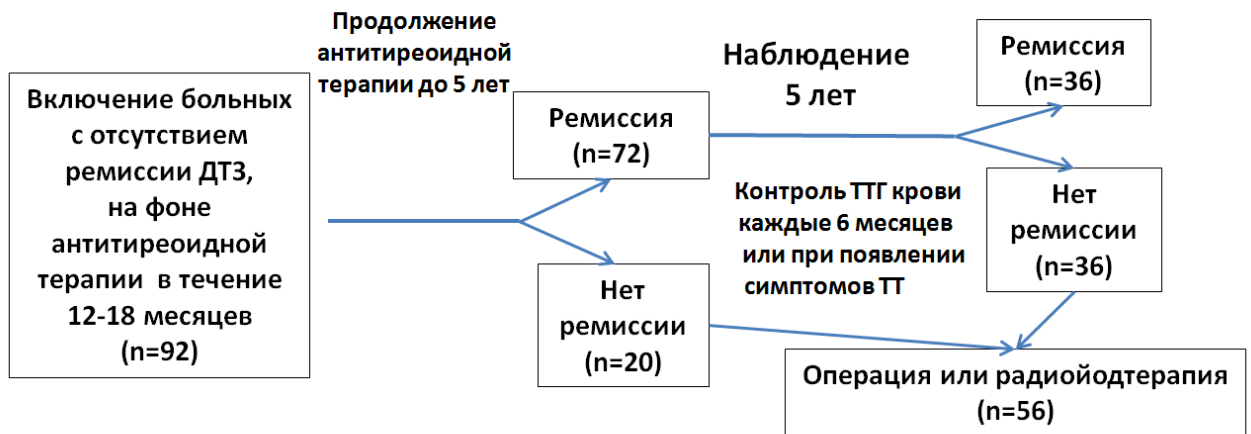 Включение больных
с отсутствием
ремиссии ДТЗ,
на фоне
антитиреоидной
терапии в течение
12-18 месяцев
(n=92)
Продолжение
антитиреоидной
терапии до 5 лет
Ремиссия
(n=72)
Нет
ремиссии
(n=20)
Наблюдение
5 лет
Контроль ТТГ крови
каждые 6 месяцев
или при появлении
симптомов ТТ
Ремиссия
(n=36)
Нет
ремиссии
(n=36)
Операция или радиойодтерапия
(n=56)